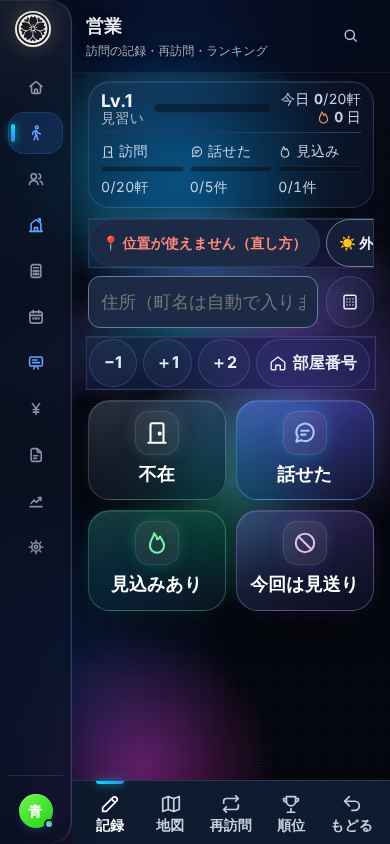 営業
訪問の記録・再訪問・ランキング
Lv.1
見習い
今日 0/20軒
0 日
訪問
話せた
見込み
0/20軒
0/5件
0/1件
位置が使えません（直し方）
外
住所（町名は自動で入りま
−1
+1
+2
部屋番号
不在
話せた
見込みあり
今回は見送り
青
記録
地図
再訪問
順位
もどる